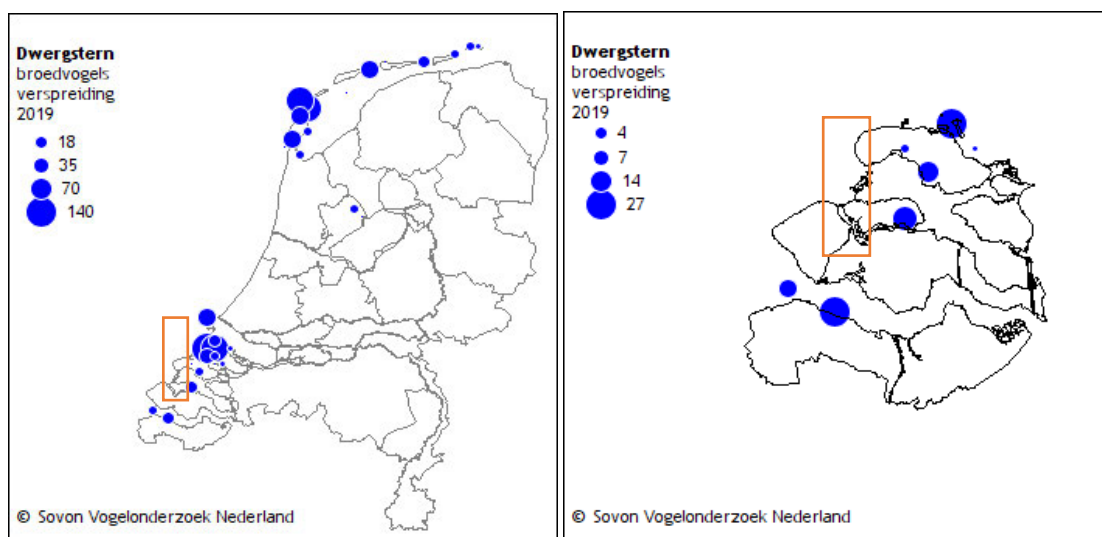 Dwergstern
broedvogels
verspreiding
2019
18
35
70
140
© Sovon Vogelonderzoek Nederland
Dwergstern
broedvogels
verspreiding
2019
4
7
14
27
© Sovon Vogelonderzoek Nederland